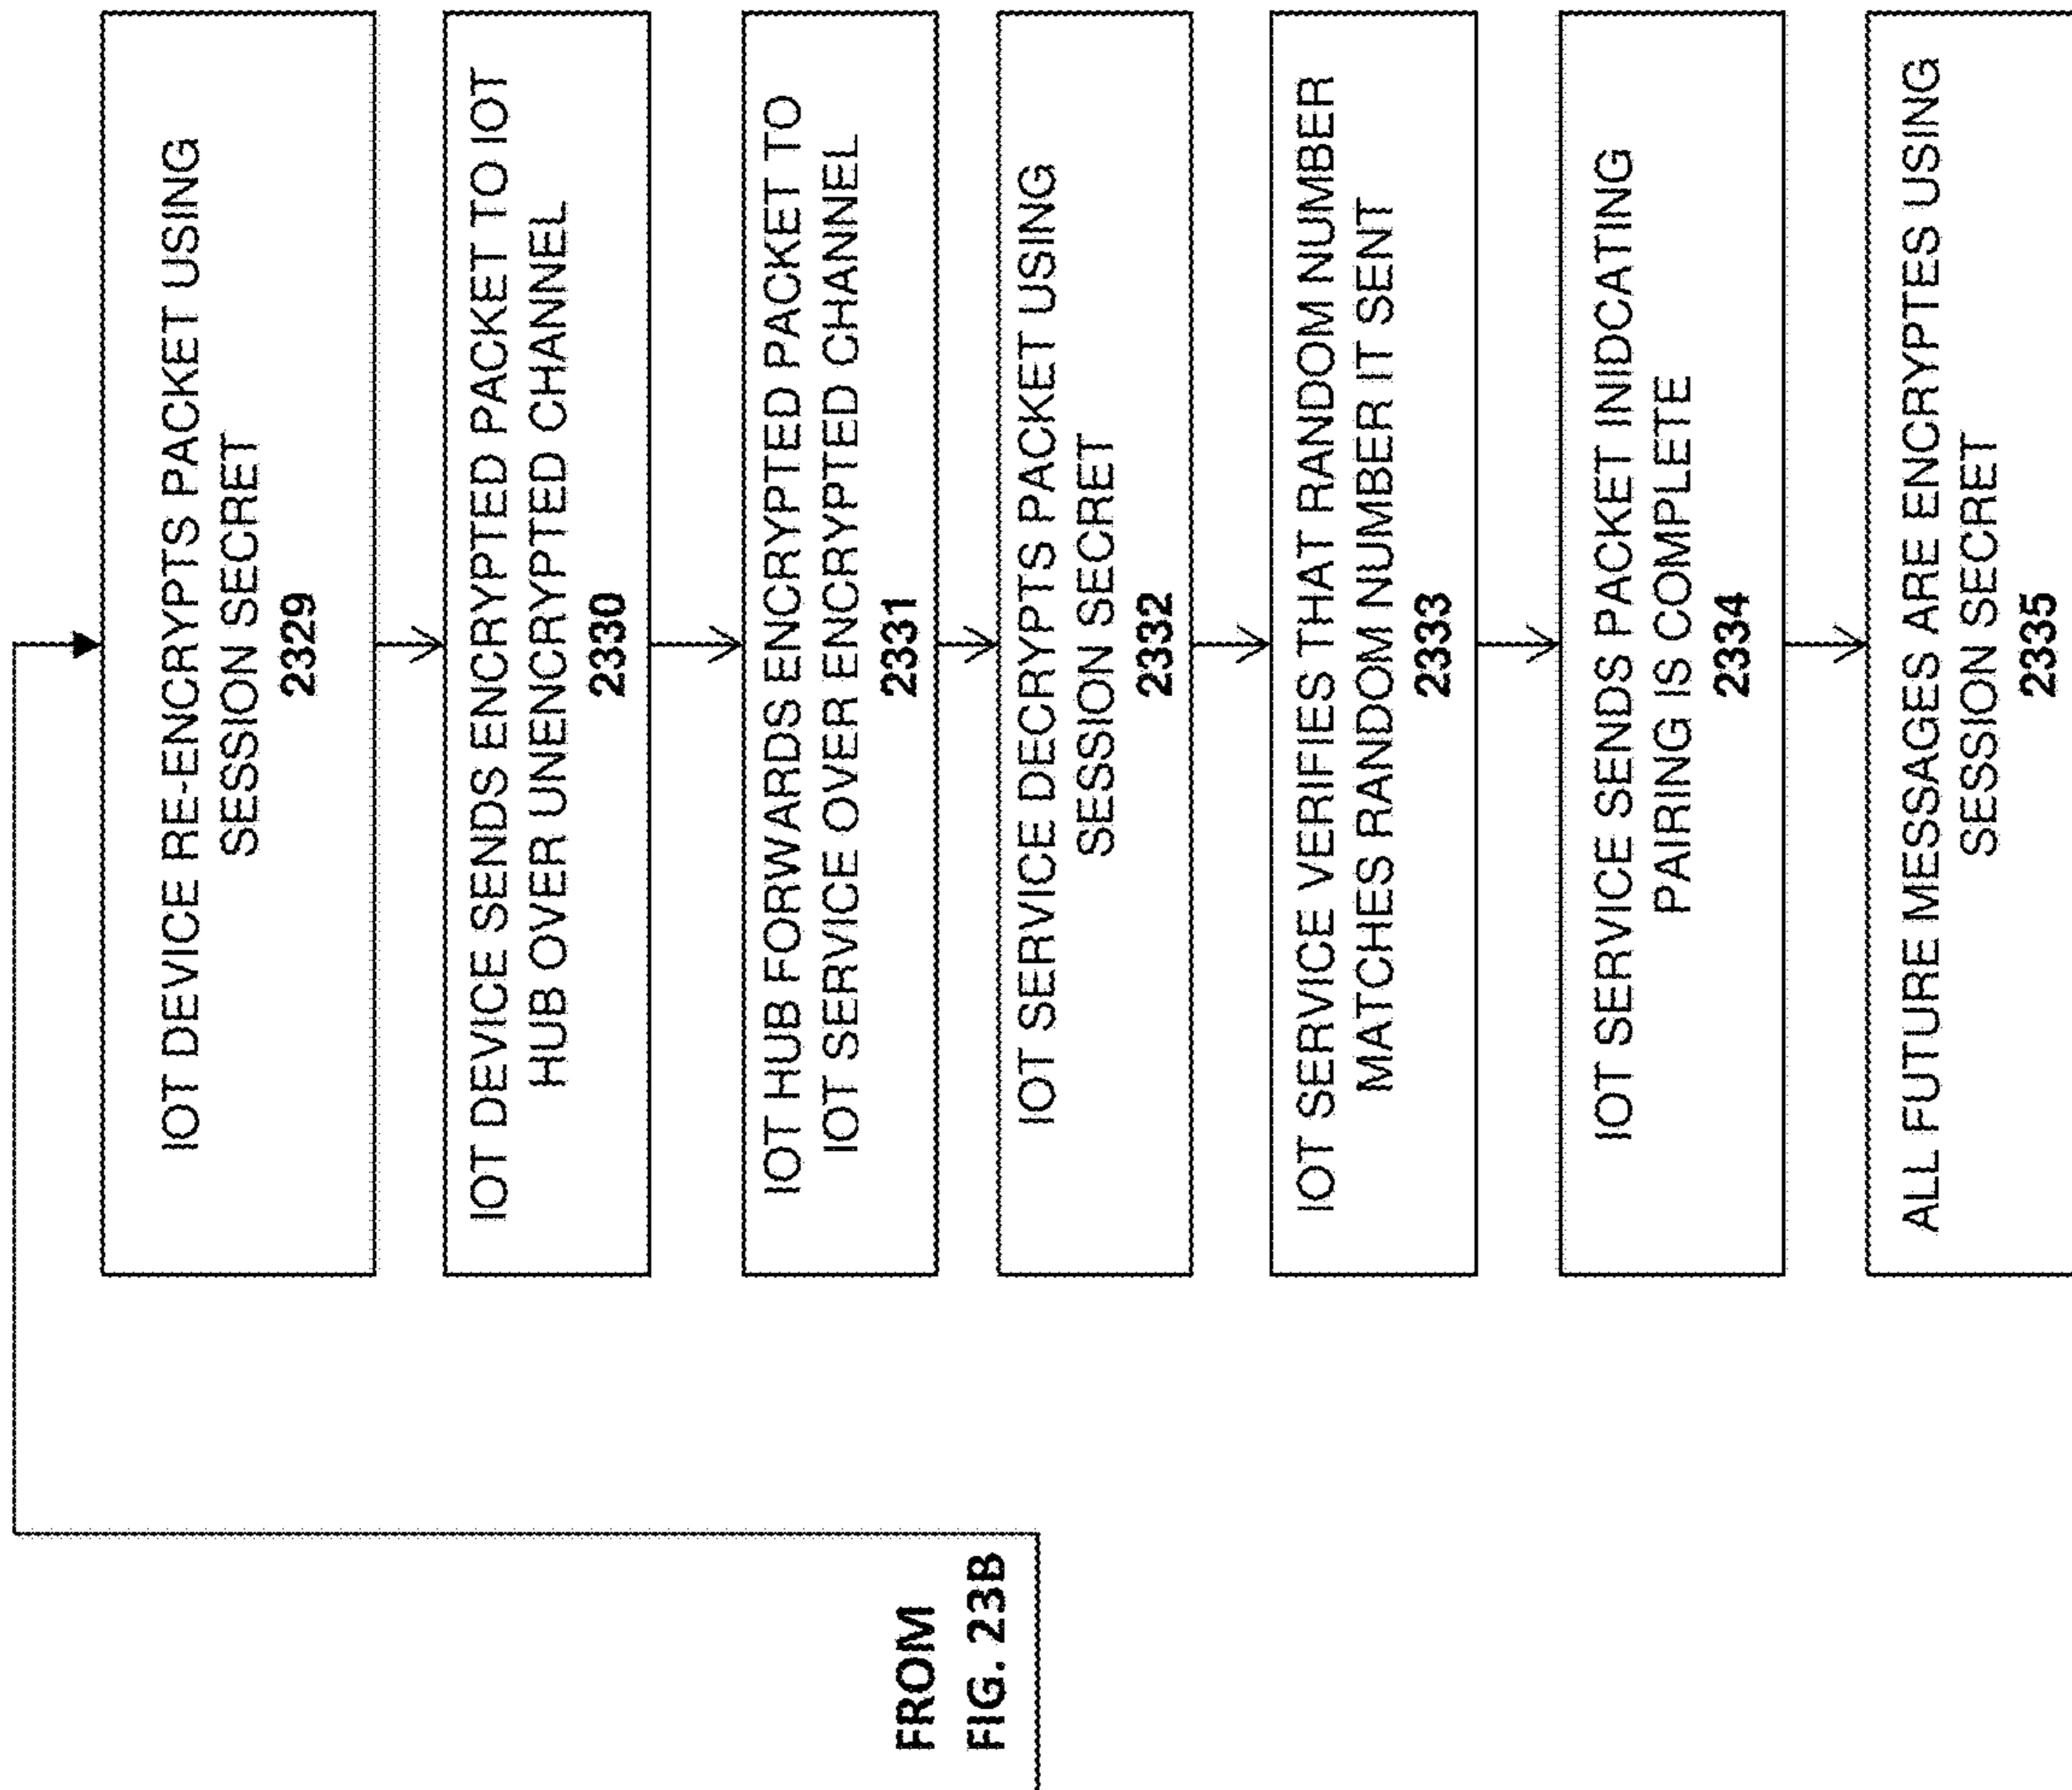 IOT DEVICE RE-ENCRYPTS PACKET USING
SESSION SECRET
2329
IOT DEVICE SENDS ENCRYPTED PACKET TO IOT
HUB OVER UNENCRYPTED CHANNEL
2330
IOT HUB FORWARDS ENCRYPTED PACKET TO
IOT SERVICE OVER ENCRYPTED CHANNEL
2331
IOT SERVICE DECRYPTS PACKET USING
SESSION SECRET
2332
IOT SERVICE VERIFIES THAT RANDOM NUMBER
MATCHES RANDOM NUMBER IT SENT
2333
IOT SERVICE SENDS PACKET INIDCATING
PAIRING IS COMPLETE
2334
ALL FUTURE MESSAGES ARE ENCRYPTES USING
SESSION SECRET
2335
FROM
FIG. 23B